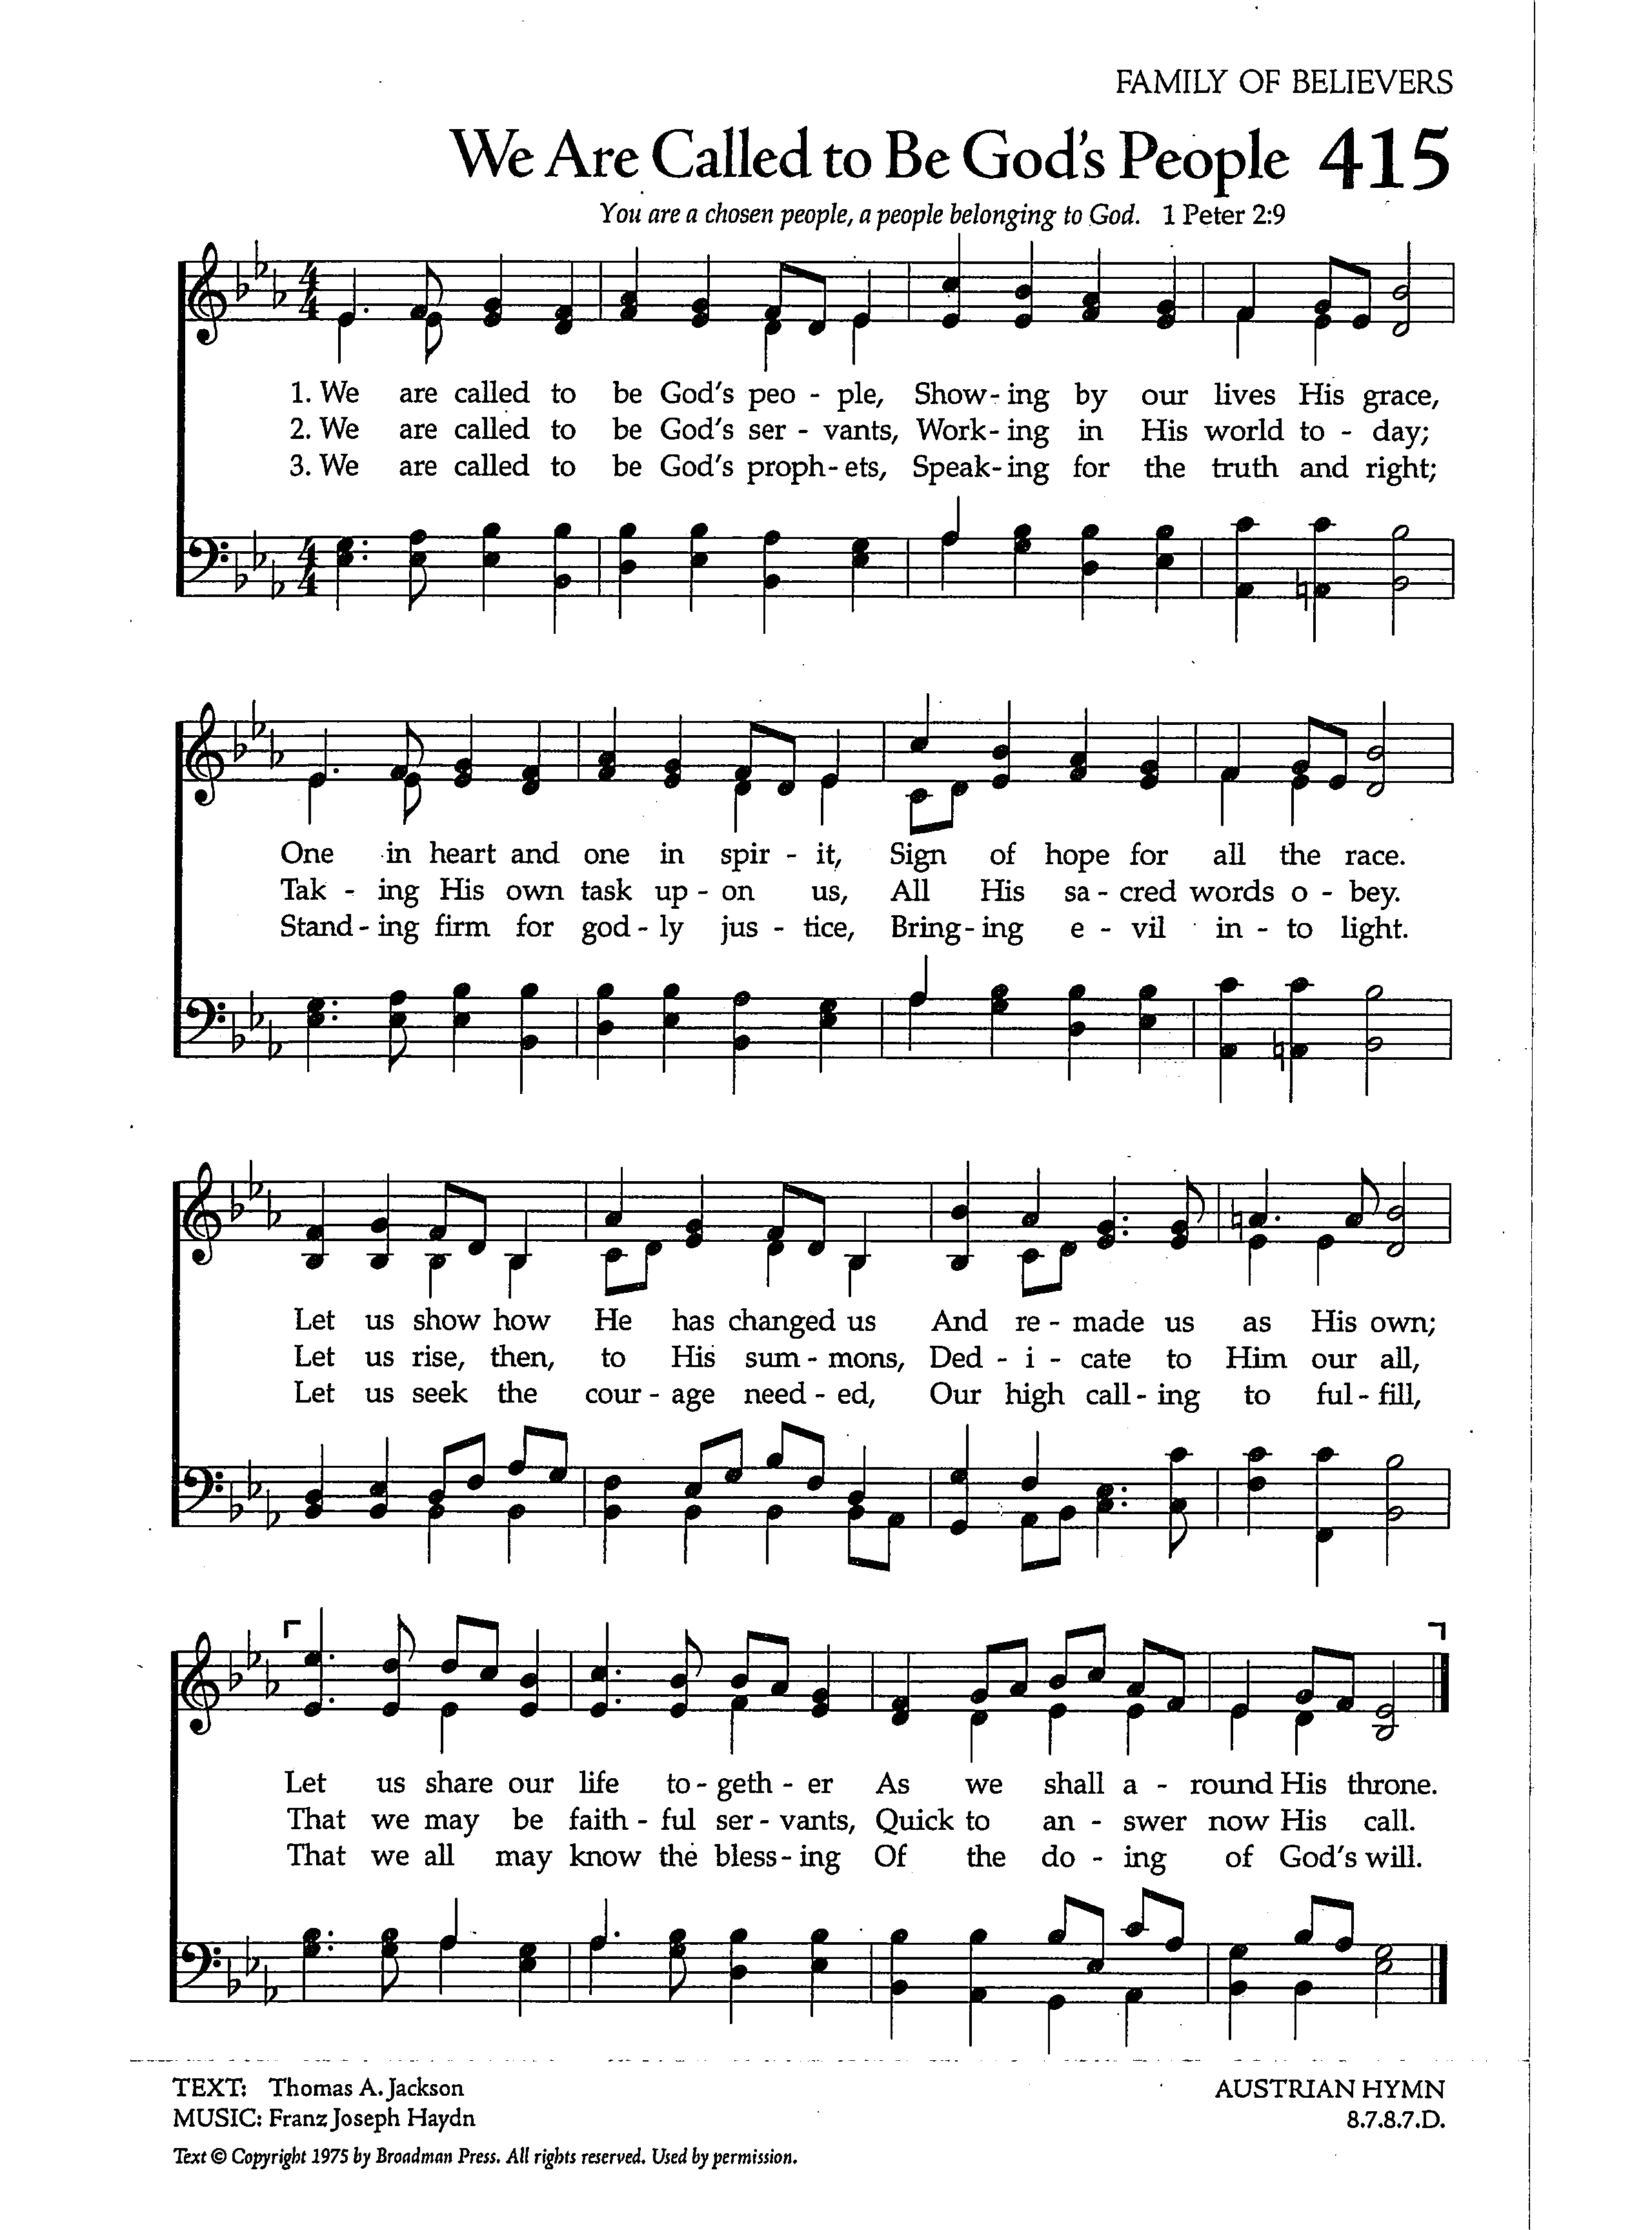 FAMILY OF BELIEVERS
We Are Called to Be God's People 415
You are a chosen people, a people belonging to God. 1 Peter 2:9
1. We are called to be God's peo - ple, Show - ing by our lives His grace,
2. We are called to be God's ser - vants, Work - ing in His world to - day;
3. We are called to be God's proph - ets, Speak - ing for the truth and right;
One in heart and one in spir - it, Sign of hope for all the race.
Tak - ing His own task up - on us, All His sa - cred words o - bey.
Stand - ing firm for god - ly jus - tice, Bring - ing e - vil in - to light.
Let us show how He has changed us And re - made us as His own;
Let us rise, then, to His sum - mons, Ded - i - cate to Him our all,
Let us seek the cour - age need - ed, Our high call - ing to ful - fill,
Let us share our life to - geth - er As we shall a - round His throne.
That we may be faith - ful ser - vants, Quick to an - swer now His call.
That we all may know the bless - ing Of the do - ing of God's will.
TEXT: Thomas A. Jackson AUSTRIAN HYMN
MUSIC: Franz Joseph Haydn 8.7.8.7.D.
Text © Copyright 1975 by Broadman Press. All rights reserved. Used by permission.